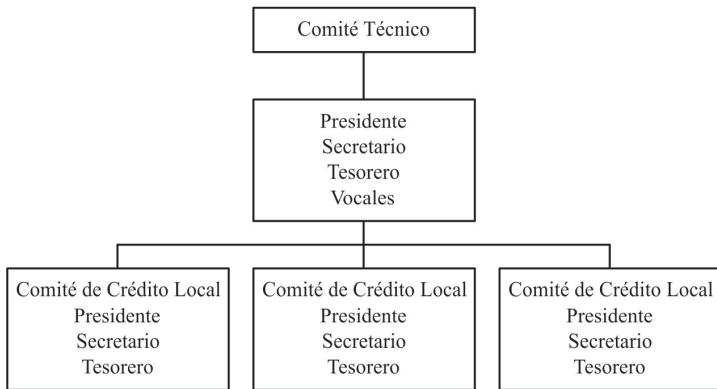 Comité Técnico
Presidente
Secretario
Tesorero
Vocales
Comité de Crédito Local
Presidente
Secretario
Tesorero
Comité de Crédito Local
Presidente
Secretario
Tesorero
Comité de Crédito Local
Presidente
Secretario
Tesorero